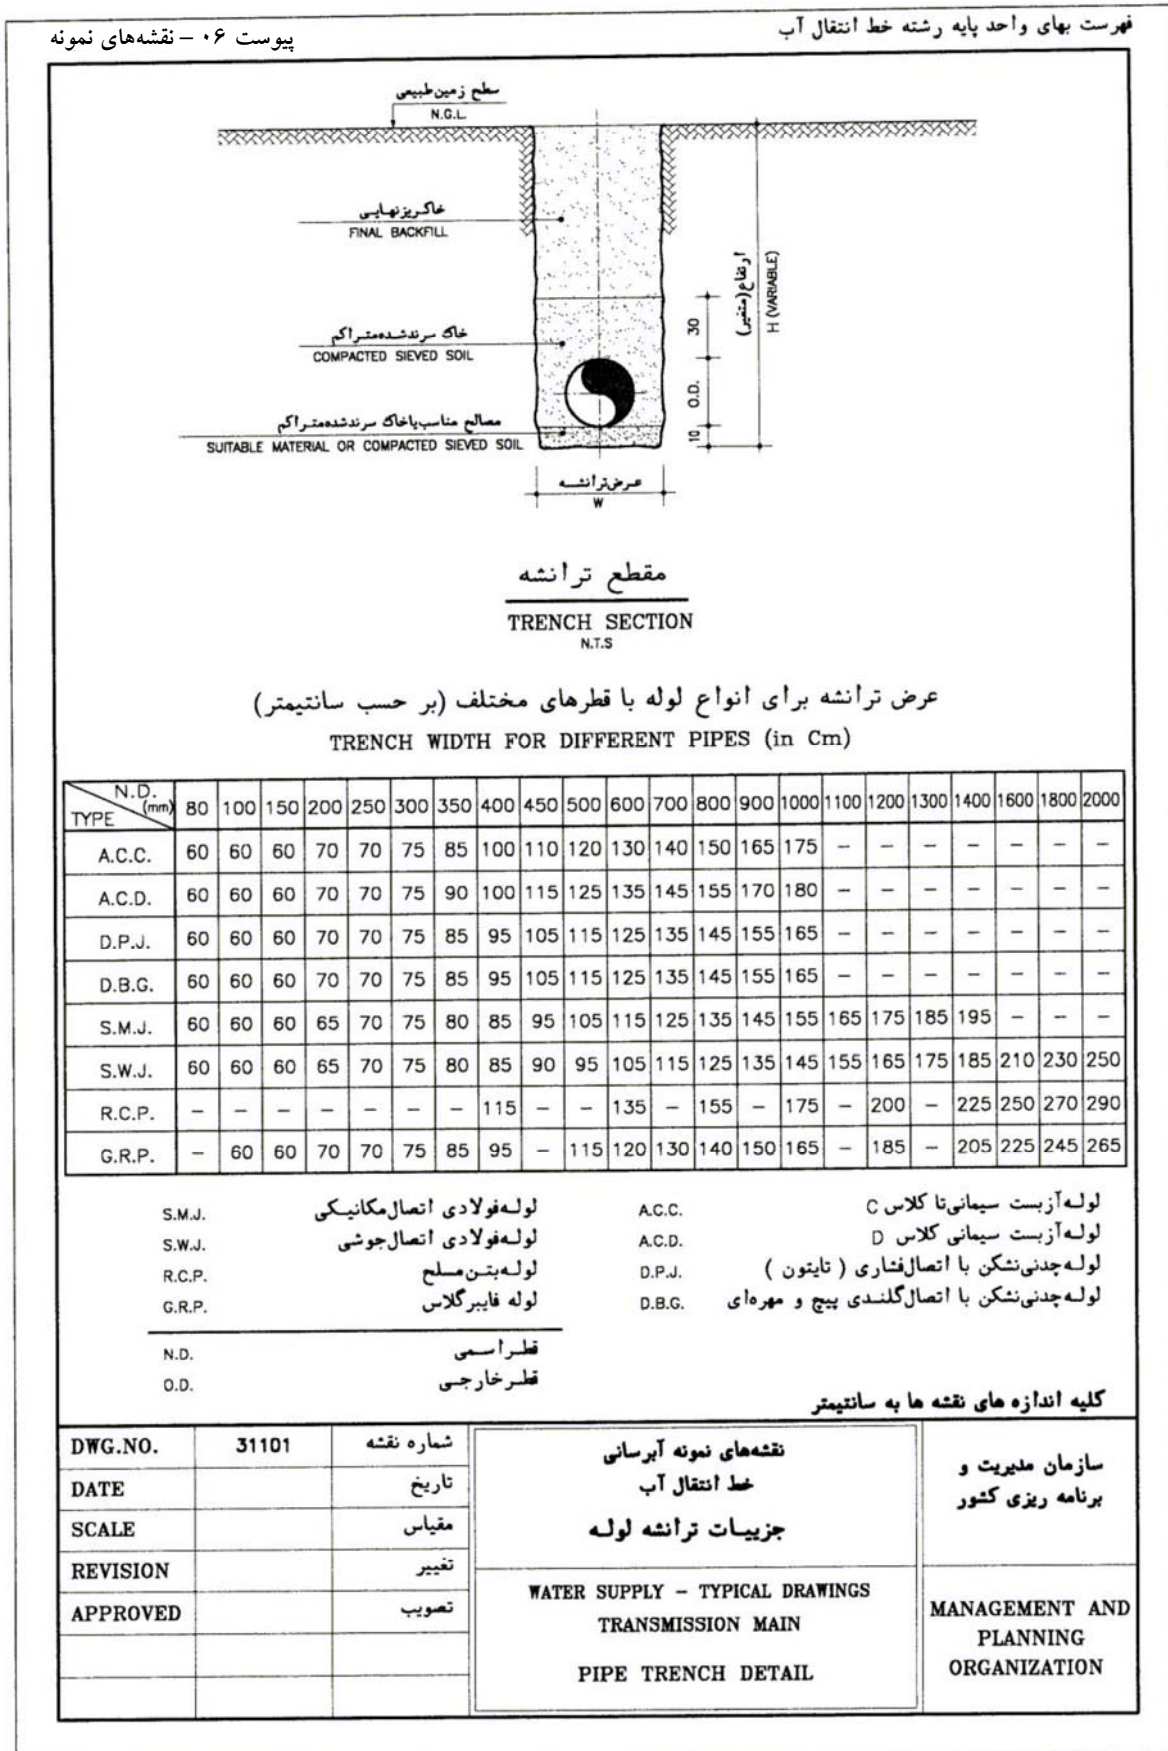 فهرست بهای واحد پایه رشته خط انتقال آب
پیوست ۰۶ – نقشه‌های نمونه
سطح زمین طبیعی
N.G.L.
خاکریز نهایی
FINAL BACKFILL
خاک سرند شده متراکم
COMPACTED SIEVED SOIL
مصالح مناسب یا خاک سرند شده متراکم
SUITABLE MATERIAL OR COMPACTED SIEVED SOIL
30
O.D.
10
ارتفاع (متغیر)
H (VARIABLE)
عرض ترانشه
W
مقطع ترانشه
TRENCH SECTION
N.T.S
عرض ترانشه برای انواع لوله با قطرهای مختلف (بر حسب سانتیمتر)
TRENCH WIDTH FOR DIFFERENT PIPES (in Cm)
N.D. (mm) TYPE 80 100 150 200 250 300 350 400 450 500 600 700 800 900 1000 1100 1200 1300 1400 1600 1800 2000
A.C.C. 60 60 60 70 70 75 85 100 110 120 130 140 150 165 175 – – – – – – –
A.C.D. 60 60 60 70 70 75 90 100 115 125 135 145 155 170 180 – – – – – – –
D.P.J. 60 60 60 70 70 75 85 95 105 115 125 135 145 155 165 – – – – – – –
D.B.G. 60 60 60 70 70 75 85 95 105 115 125 135 145 155 165 – – – – – – –
S.M.J. 60 60 60 65 70 75 80 85 95 105 115 125 135 145 155 165 175 185 195 – – –
S.W.J. 60 60 60 65 70 75 80 85 90 95 105 115 125 135 145 155 165 175 185 210 230 250
R.C.P. – – – – – – – 115 – – 135 – 155 – 175 – 200 – 225 250 270 290
G.R.P. – 60 60 70 70 75 85 95 – 115 120 130 140 150 165 – 185 – 205 225 245 265
لوله آزبست سیمانی تا کلاس C A.C.C.
لوله آزبست سیمانی کلاس D A.C.D.
لوله چدنی نشکن با اتصال فشاری ( تایتون ) D.P.J.
لوله چدنی نشکن با اتصال گلندی پیچ و مهره‌ای D.B.G.
لوله فولادی اتصال مکانیکی S.M.J.
لوله فولادی اتصال جوشی S.W.J.
لوله بتن مسلح R.C.P.
لوله فایبرگلاس G.R.P.
قطر اسمی N.D.
قطر خارجی O.D.
کلیه اندازه های نقشه ها به سانتیمتر
DWG.NO. 31101 شماره نقشه
DATE تاریخ
SCALE مقیاس
REVISION تغییر
APPROVED تصویب
نقشه‌های نمونه آبرسانی
خط انتقال آب
جزییات ترانشه لوله
WATER SUPPLY – TYPICAL DRAWINGS
TRANSMISSION MAIN
PIPE TRENCH DETAIL
سازمان مدیریت و
برنامه ریزی کشور
MANAGEMENT AND
PLANNING
ORGANIZATION